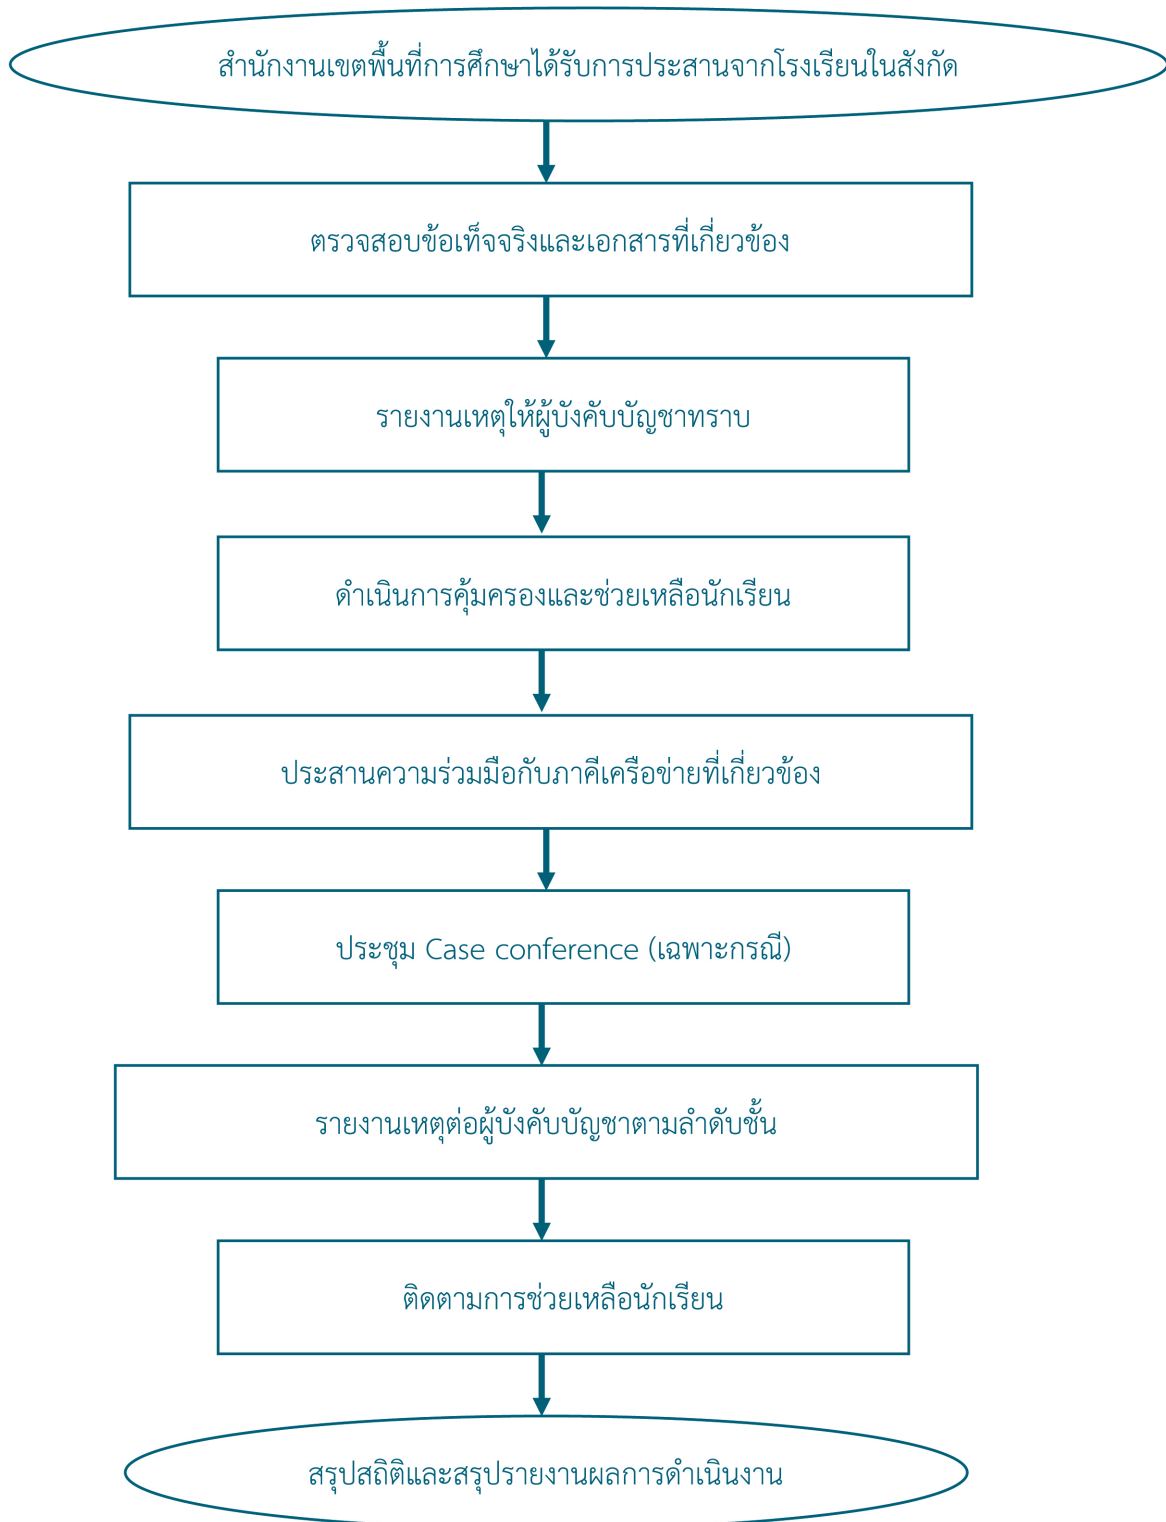 สำนักงานเขตพื้นที่การศึกษาได้รับการประสานจากโรงเรียนในสังกัด
ตรวจสอบข้อเท็จจริงและเอกสารที่เกี่ยวข้อง
รายงานเหตุให้ผู้บังคับบัญชาทราบ
ดำเนินการคุ้มครองและช่วยเหลือนักเรียน
ประสานความร่วมมือกับภาคีเครือข่ายที่เกี่ยวข้อง
ประชุม Case conference (เฉพาะกรณี)
รายงานเหตุต่อผู้บังคับบัญชาตามลำดับชั้น
ติดตามการช่วยเหลือนักเรียน
สรุปสถิติและสรุปรายงานผลการดำเนินงาน